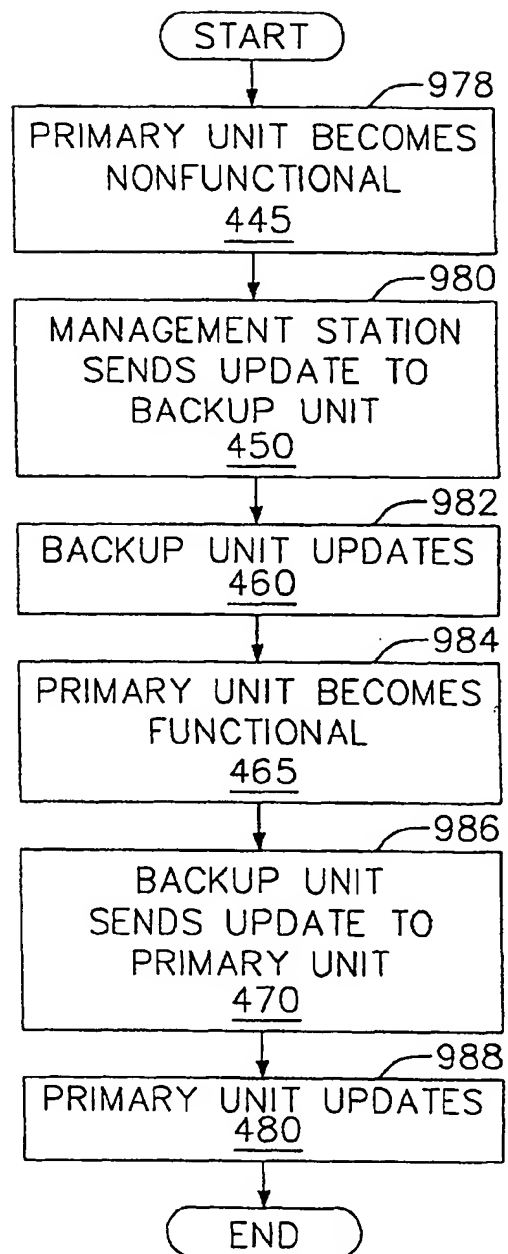 START
978
PRIMARY UNIT BECOMES
NONFUNCTIONAL
445
980
MANAGEMENT STATION
SENDS UPDATE TO
BACKUP UNIT
450
982
BACKUP UNIT UPDATES
460
984
PRIMARY UNIT BECOMES
FUNCTIONAL
465
986
BACKUP UNIT
SENDS UPDATE TO
PRIMARY UNIT
470
988
PRIMARY UNIT UPDATES
480
END